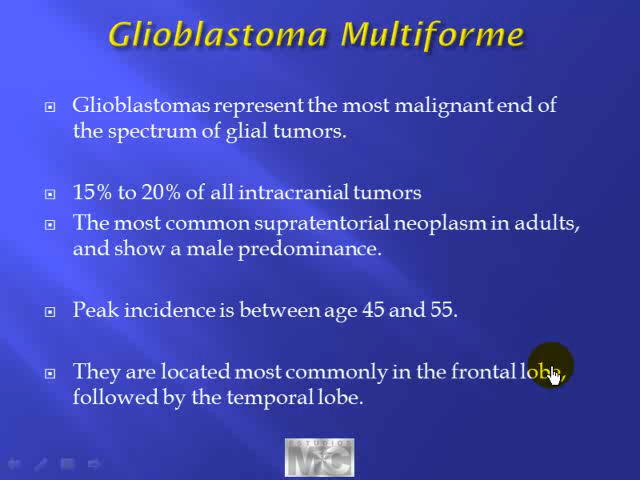 Glioblastoma Multiforme
Glioblastomas represent the most malignant end of
the spectrum of glial tumors.
15% to 20% of all intracranial tumors
The most common supratentorial neoplasm in adults,
and show a male predominance.
Peak incidence is between age 45 and 55.
They are located most commonly in the frontal lobe,
followed by the temporal lobe.
ESTUDIOS
MC